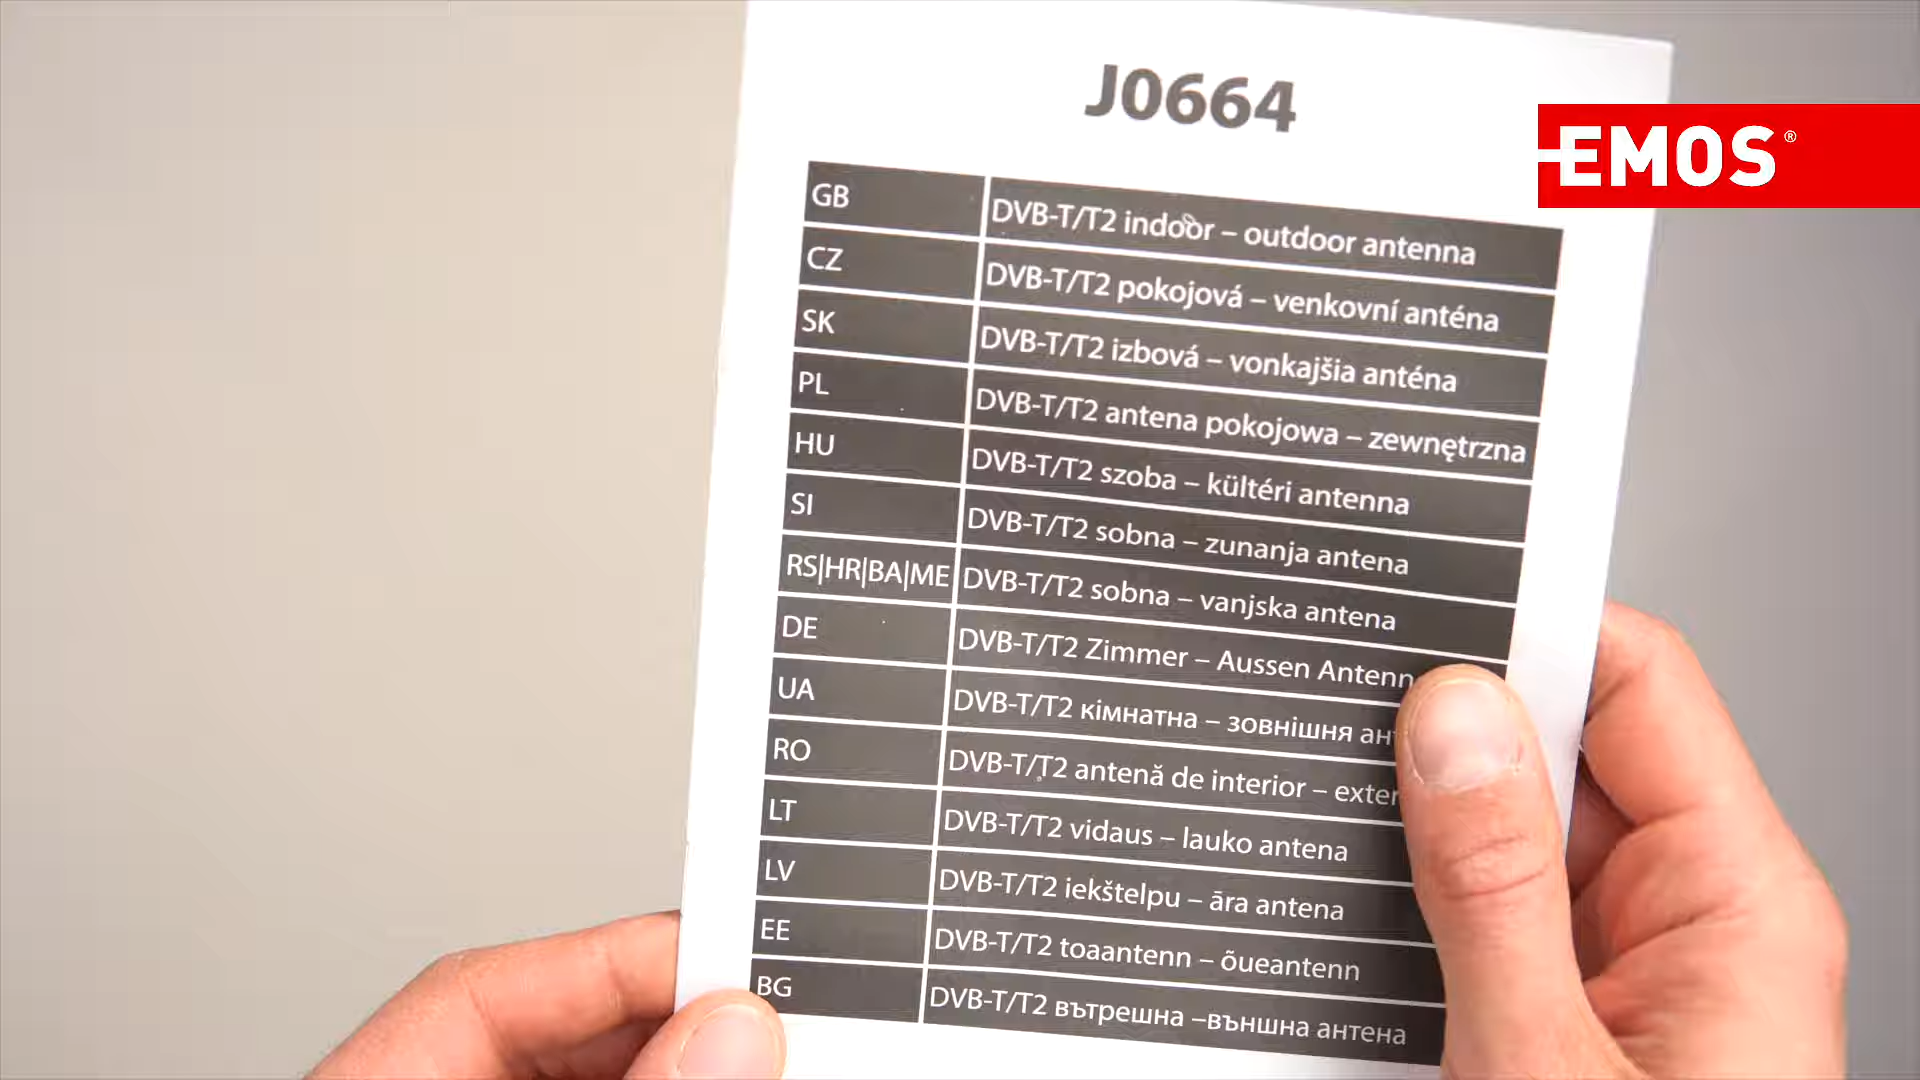 J0664
EMOS®
GB DVB-T/T2 indoor – outdoor antenna
CZ DVB-T/T2 pokojová – venkovní anténa
SK DVB-T/T2 izbová – vonkajšia anténa
PL DVB-T/T2 antena pokojowa – zewnętrzna
HU DVB-T/T2 szoba – kültéri antenna
SI DVB-T/T2 sobna – zunanja antena
RS|HR|BA|ME DVB-T/T2 sobna – vanjska antena
DE DVB-T/T2 Zimmer – Aussen
UA DVB-T/T2 кімнатна – зовнішня
RO DVB-T/T2 antenă de interior –
LT DVB-T/T2 vidaus – lauko antena
LV DVB-T/T2 iekštelpu – āra antena
EE DVB-T/T2 toaantenn – õueantenn
BG DVB-T/T2 вътрешна –външна антена